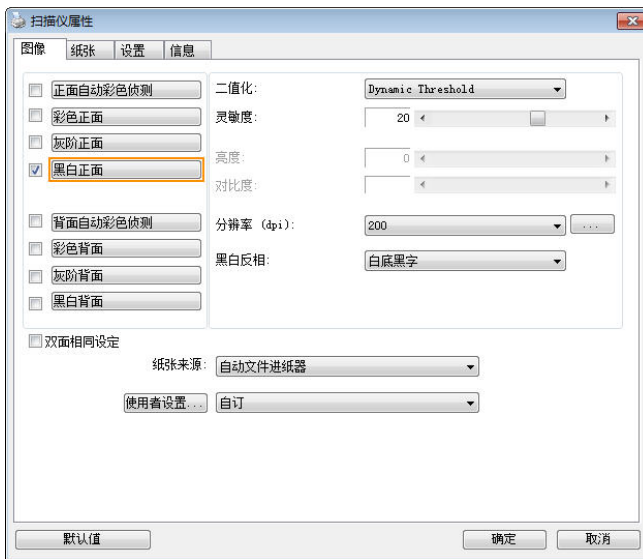 扫描仪属性
图像 纸张 设置 信息
正面自动彩色侦测 二值化: Dynamic Threshold
彩色正面 灵敏度: 20
灰阶正面
黑白正面 亮度: 0
对比度:
背面自动彩色侦测 分辨率 (dpi): 200 ...
彩色背面 黑白反相: 白底黑字
灰阶背面
黑白背面
双面相同设定
纸张来源: 自动文件进纸器
使用者设置... 自订
默认值 确定 取消